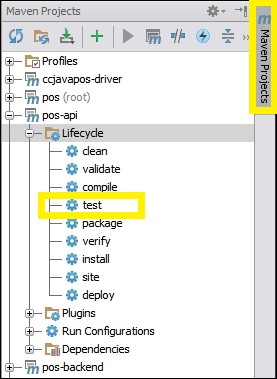 Maven Projects
Profiles
ccjavapos-driver
pos (root)
pos-api
Lifecycle
clean
validate
compile
test
package
verify
install
site
deploy
Plugins
Run Configurations
Dependencies
pos-backend
Maven Projects